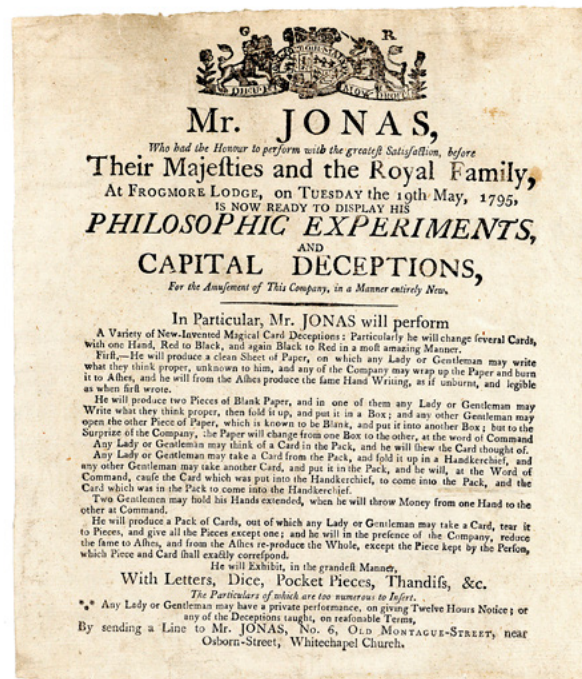 G R
DIEU ET MON DROIT
Mr. JONAS,
Who had the Honour to perform with the greateſt Satisfaction, before
Their Majeſties and the Royal Family,
At FROGMORE LODGE, on TUESDAY the 19th May, 1795,
IS NOW READY TO DISPLAY HIS
PHILOSOPHIC EXPERIMENTS,
AND
CAPITAL DECEPTIONS,
For the Amuſement of This Company, in a Manner entirely New.
In Particular, Mr. JONAS will perform
A Variety of New-Invented Magical Card Deceptions: Particularly he will change ſeveral Cards,
with one Hand, Red to Black, and again Black to Red in a moſt amazing Manner.
Firſt,—He will produce a clean Sheet of Paper, on which any Lady or Gentleman may write
what they think proper, unknown to him, and any of the Company may wrap up the Paper and burn
it to Aſhes, and he will from the Aſhes produce the ſame Hand Writing, as if unburnt, and legible
as when firſt wrote.
He will produce two Pieces of Blank Paper, and in one of them any Lady or Gentleman may
Write what they think proper, then fold it up, and put it in a Box; and any other Gentleman may
open the other Piece of Paper, which is known to be Blank, and put it into another Box; but to the
Surprize of the Company, the Paper will change from one Box to the other, at the word of Command
Any Lady or Gentleman may think of a Card in the Pack, and he will ſhew the Card thought of.
Any Lady or Gentleman may take a Card from the Pack, and fold it up in a Handkerchief, and
any other Gentleman may take another Card, and put it in the Pack, and he will, at the Word of
Command, cauſe the Card which was put into the Handkerchief, to come into the Pack, and the
Card which was in the Pack to come into the Handkerchief.
Two Gentlemen may hold his Hands extended, when he will throw Money from one Hand to the
other at Command.
He will produce a Pack of Cards, out of which any Lady or Gentleman may take a Card, tear it
to Pieces, and give all the Pieces except one; and he will in the preſence of the Company, reduce
the ſame to Aſhes, and from the Aſhes re-produce the Whole, except the Piece kept by the Perſon,
which Piece and Card ſhall exactly correſpond.
He will Exhibit, in the grandeſt Manner,
With Letters, Dice, Pocket Pieces, Thandiſs, &c.
The Particulars of which are too numerous to Inſert.
*⁎* Any Lady or Gentleman may have a private performance, on giving Twelve Hours Notice; or
any of the Deceptions taught, on reaſonable Terms,
By ſending a Line to Mr. JONAS, No. 6, OLD MONTAGUE-STREET, near
Osborn-Street, Whitechapel Church.